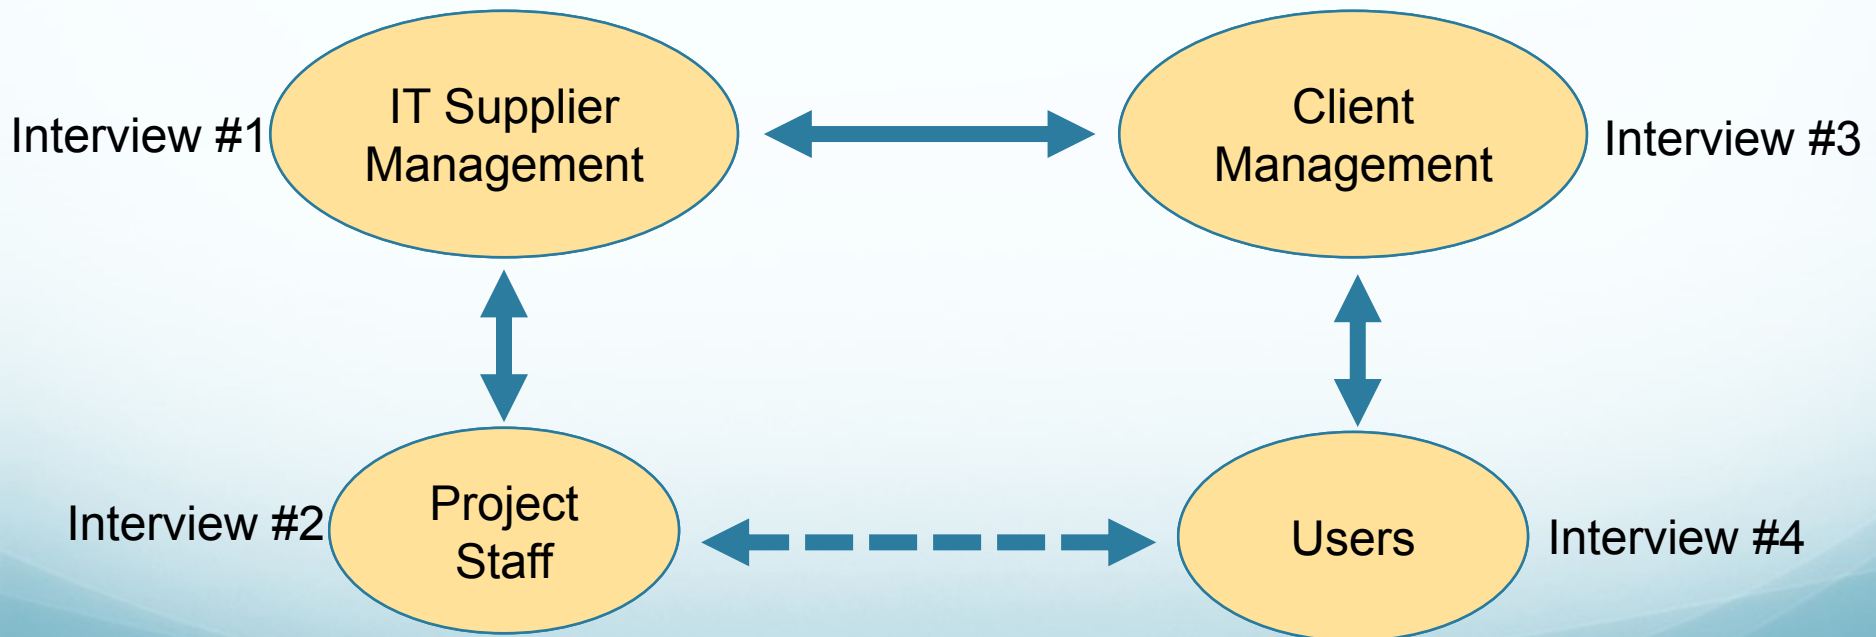 Interview #1
IT Supplier
Management
Client
Management
Interview #3
Interview #2
Project
Staff
Users
Interview #4